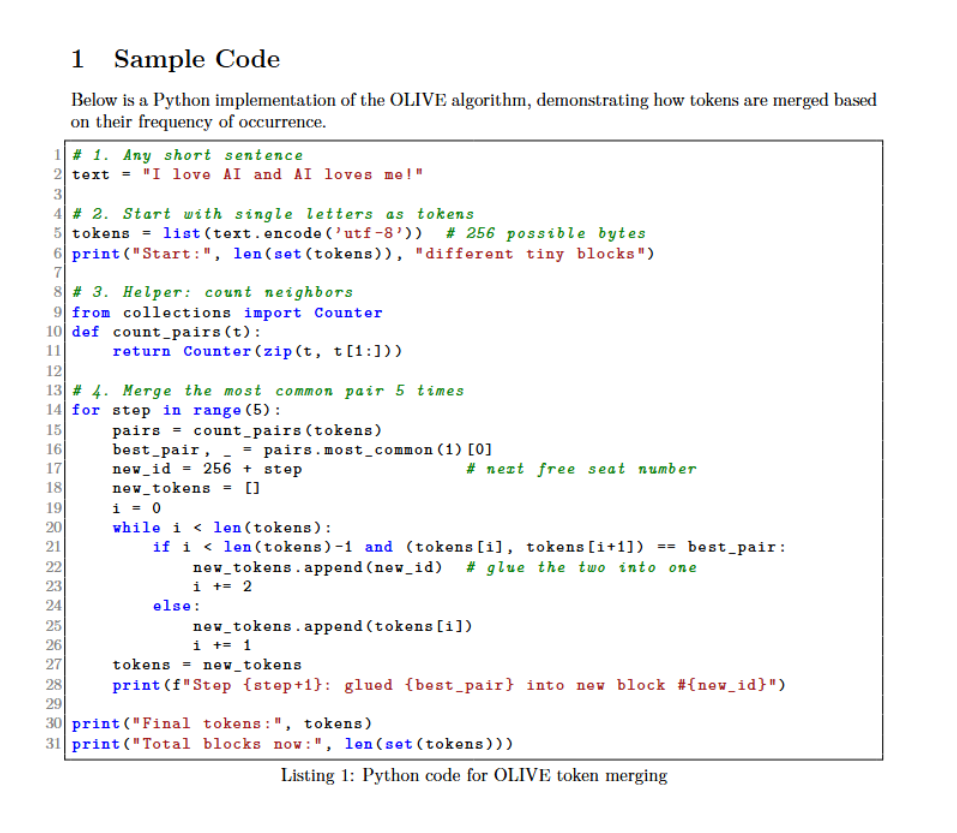 1 Sample Code
Below is a Python implementation of the OLIVE algorithm, demonstrating how tokens are merged based
on their frequency of occurrence.
1 # 1. Any short sentence
2 text = "I love AI and AI loves me!"
3
4 # 2. Start with single letters as tokens
5 tokens = list(text.encode('utf-8'))  # 256 possible bytes
6 print("Start:", len(set(tokens)), "different tiny blocks")
7
8 # 3. Helper: count neighbors
9 from collections import Counter
10 def count_pairs(t):
11     return Counter(zip(t, t[1:]))
12
13 # 4. Merge the most common pair 5 times
14 for step in range(5):
15     pairs = count_pairs(tokens)
16     best_pair, _ = pairs.most_common(1)[0]
17     new_id = 256 + step                # next free seat number
18     new_tokens = []
19     i = 0
20     while i < len(tokens):
21         if i < len(tokens)-1 and (tokens[i], tokens[i+1]) == best_pair:
22             new_tokens.append(new_id)  # glue the two into one
23             i += 2
24         else:
25             new_tokens.append(tokens[i])
26             i += 1
27     tokens = new_tokens
28     print(f"Step {step+1}: glued {best_pair} into new block #{new_id}")
29
30 print("Final tokens:", tokens)
31 print("Total blocks now:", len(set(tokens)))
Listing 1: Python code for OLIVE token merging